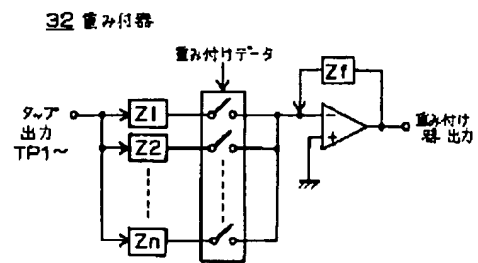 32 重み付器
重み付けデータ
Zf
タップ
出力
TP1~
Z1
Z2
Zn
−
+
重み付け
器 出力